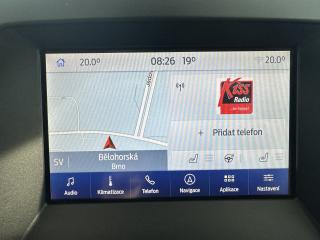 20.0° 08:26 19° 20.0°
Kiss
Radio
+ Přidat telefon
SV Bělohorská
Brno
Audio Klimatizace Telefon Navigace Aplikace Nastavení